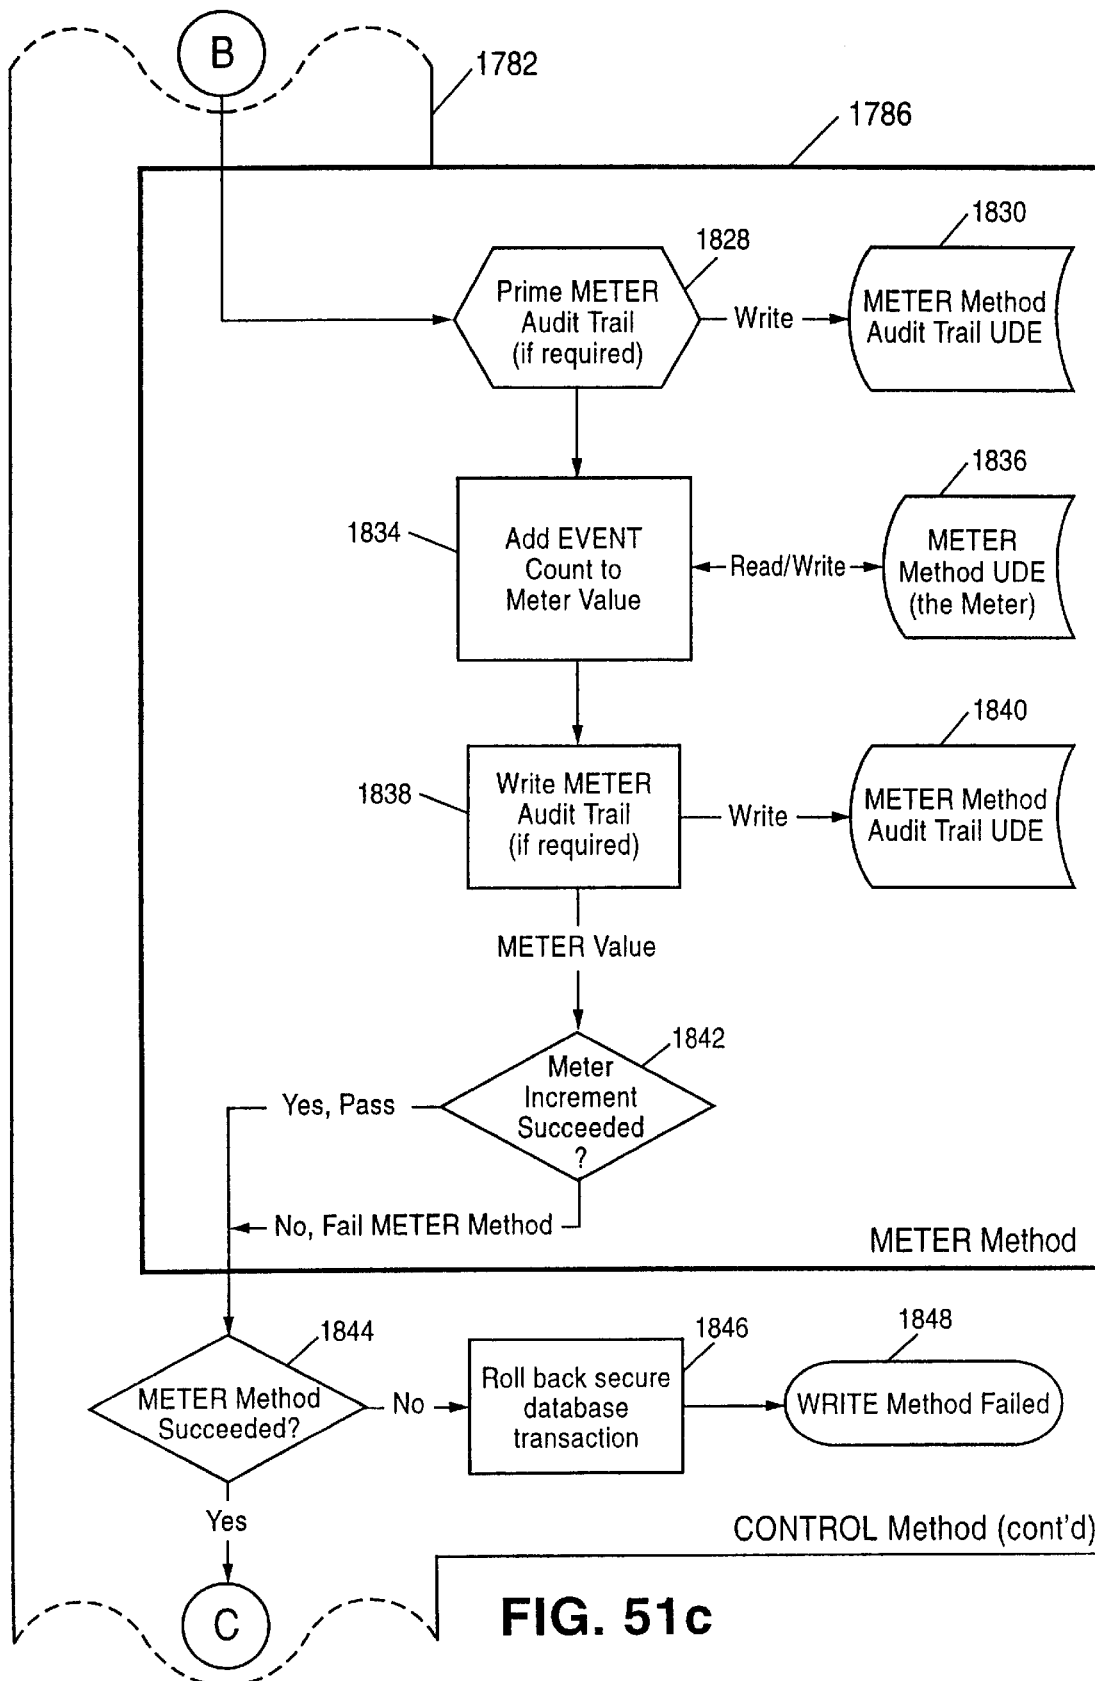 B
1782
1786
1828
1830
Prime METER
Audit Trail
(if required)
Write
METER Method
Audit Trail UDE
1834
Add EVENT
Count to
Meter Value
Read/Write
1836
METER
Method UDE
(the Meter)
1838
Write METER
Audit Trail
(if required)
Write
1840
METER Method
Audit Trail UDE
METER Value
1842
Meter
Increment
Succeeded
?
Yes, Pass
No, Fail METER Method
METER Method
1844
METER Method
Succeeded?
No
1846
Roll back secure
database
transaction
1848
WRITE Method Failed
Yes
CONTROL Method (cont'd)
C
FIG. 51c